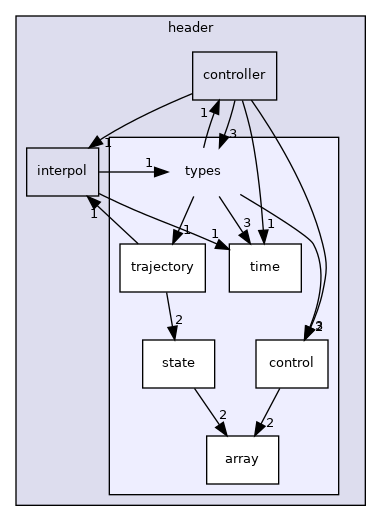 header
controller
1
3
1
interpol
1
types
1
1
1
3
1
trajectory
time
2
state
control
2
2
array